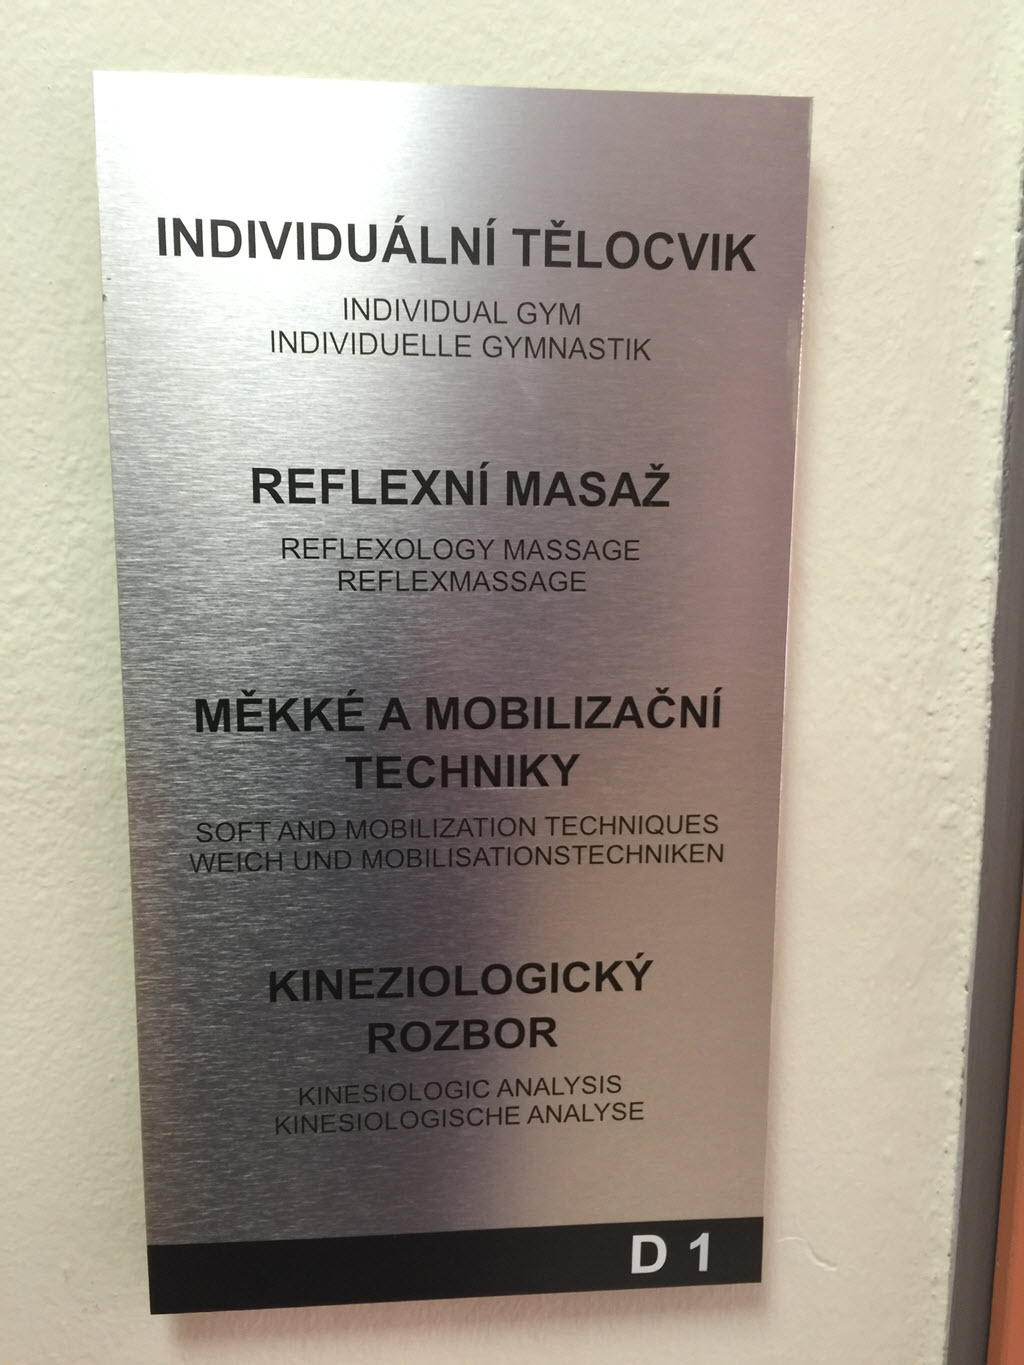 INDIVIDUÁLNÍ TĚLOCVIK
INDIVIDUAL GYM
INDIVIDUELLE GYMNASTIK
REFLEXNÍ MASAŽ
REFLEXOLOGY MASSAGE
REFLEXMASSAGE
MĚKKÉ A MOBILIZAČNÍ
TECHNIKY
SOFT AND MOBILIZATION TECHNIQUES
WEICH UND MOBILISATIONSTECHNIKEN
KINEZIOLOGICKÝ
ROZBOR
KINESIOLOGIC ANALYSIS
KINESIOLOGISCHE ANALYSE
D 1